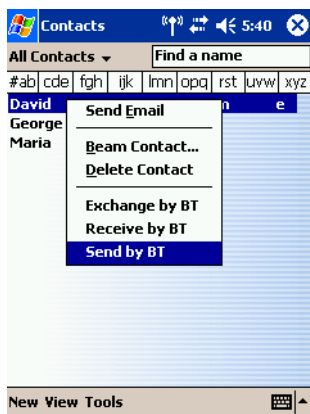 Contacts 5:40
All Contacts Find a name
#ab cde fgh ijk lmn opq rst uvw xyz
David n e
George
Maria
Send Email
Beam Contact...
Delete Contact
Exchange by BT
Receive by BT
Send by BT
New View Tools